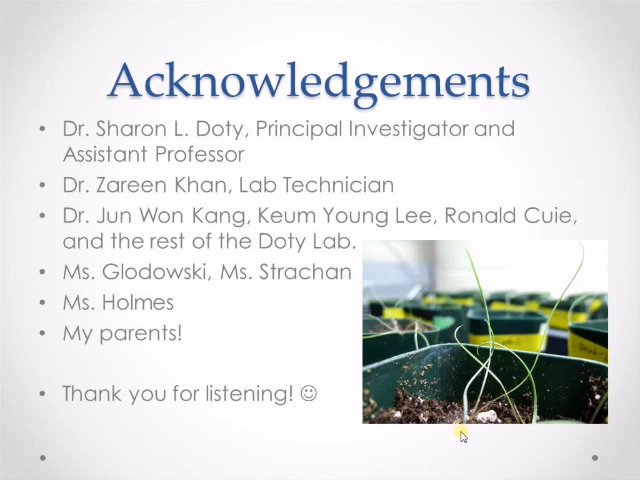 Acknowledgements
• Dr. Sharon L. Doty, Principal Investigator and
Assistant Professor
• Dr. Zareen Khan, Lab Technician
• Dr. Jun Won Kang, Keum Young Lee, Ronald Cuie,
and the rest of the Doty Lab.
• Ms. Glodowski, Ms. Strachan
• Ms. Holmes
• My parents!
• Thank you for listening! ☺